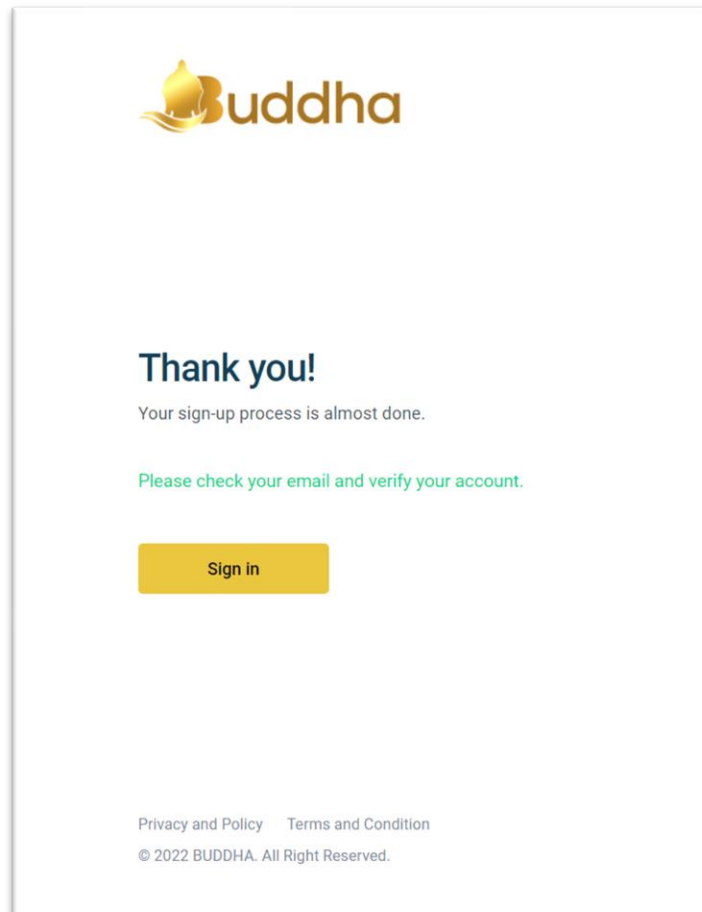 Buddha
Thank you!
Your sign-up process is almost done.
Please check your email and verify your account.
Sign in
Privacy and Policy Terms and Condition
© 2022 BUDDHA. All Right Reserved.